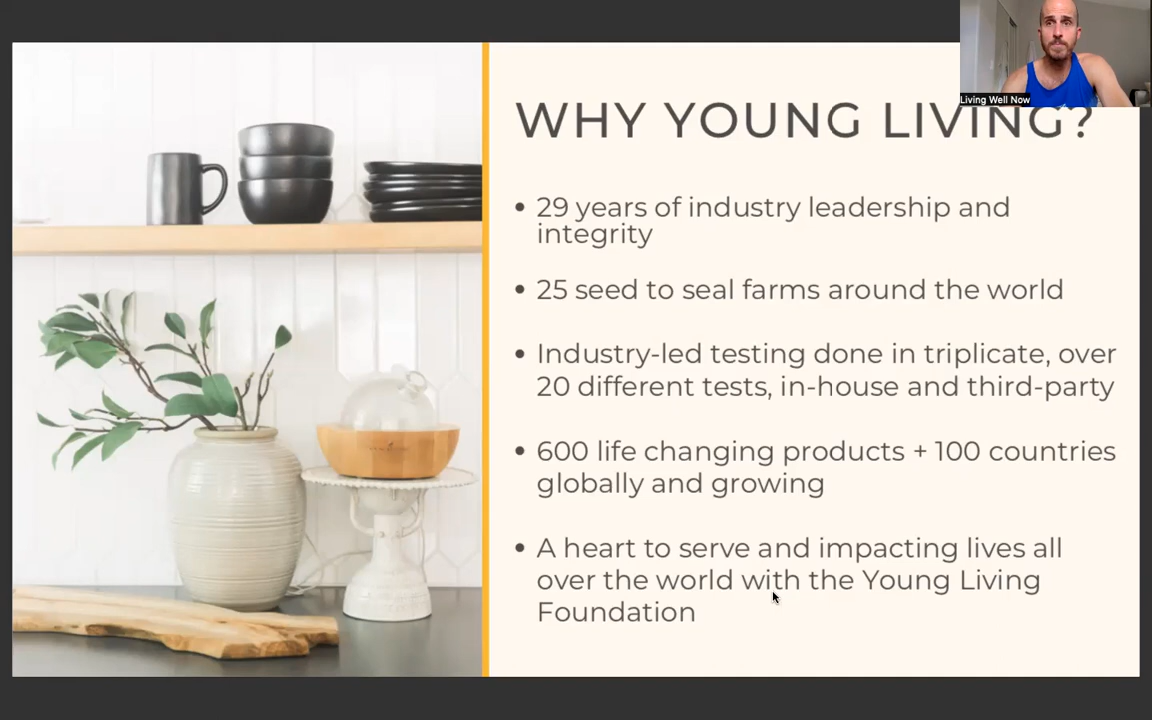 Living Well Now
WHY YOUNG LIVING?
• 29 years of industry leadership and
integrity
• 25 seed to seal farms around the world
• Industry-led testing done in triplicate, over
20 different tests, in-house and third-party
• 600 life changing products + 100 countries
globally and growing
• A heart to serve and impacting lives all
over the world with the Young Living
Foundation